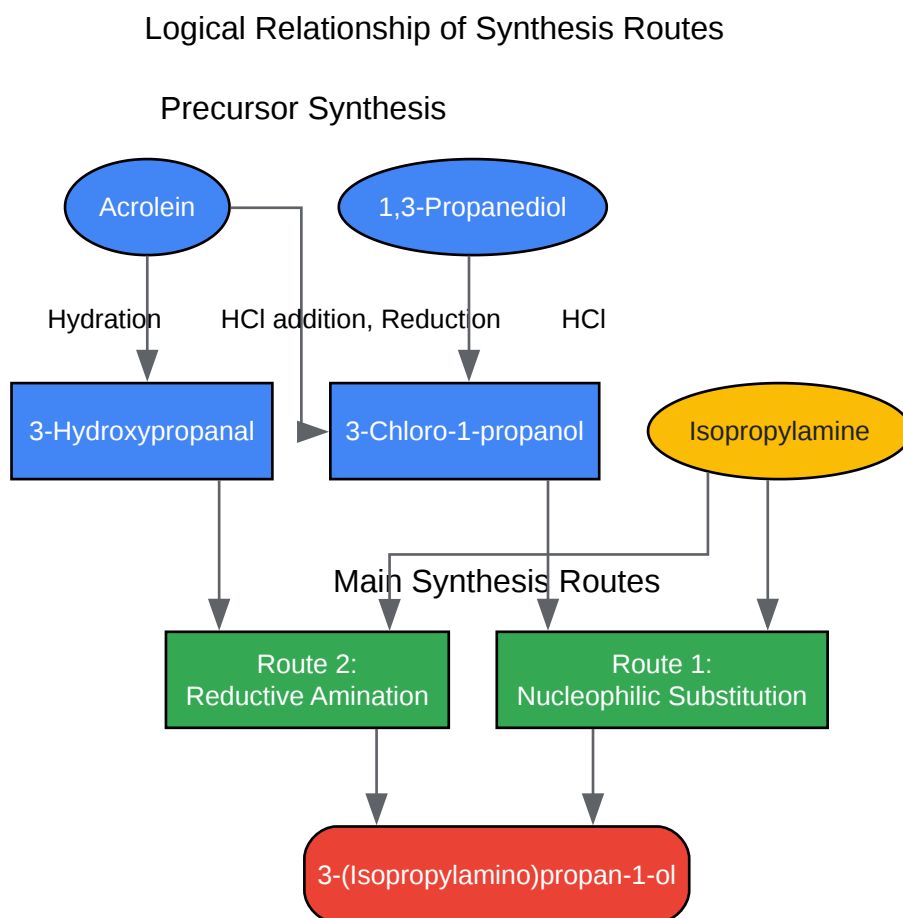 Logical Relationship of Synthesis Routes
Precursor Synthesis
Acrolein
1,3-Propanediol
Hydration
HCl addition, Reduction
HCl
3-Hydroxypropanal
3-Chloro-1-propanol
Isopropylamine
Main Synthesis Routes
Route 2:
Reductive Amination
Route 1:
Nucleophilic Substitution
3-(Isopropylamino)propan-1-ol